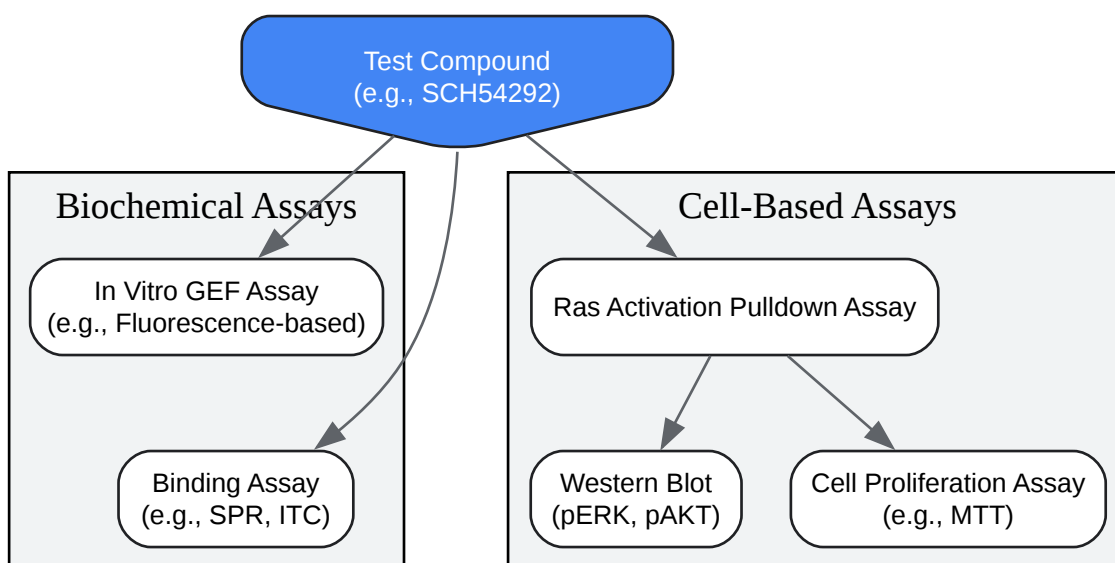 Test Compound
(e.g., SCH54292)
Biochemical Assays
In Vitro GEF Assay
(e.g., Fluorescence-based)
Binding Assay
(e.g., SPR, ITC)
Cell-Based Assays
Ras Activation Pulldown Assay
Western Blot
(pERK, pAKT)
Cell Proliferation Assay
(e.g., MTT)